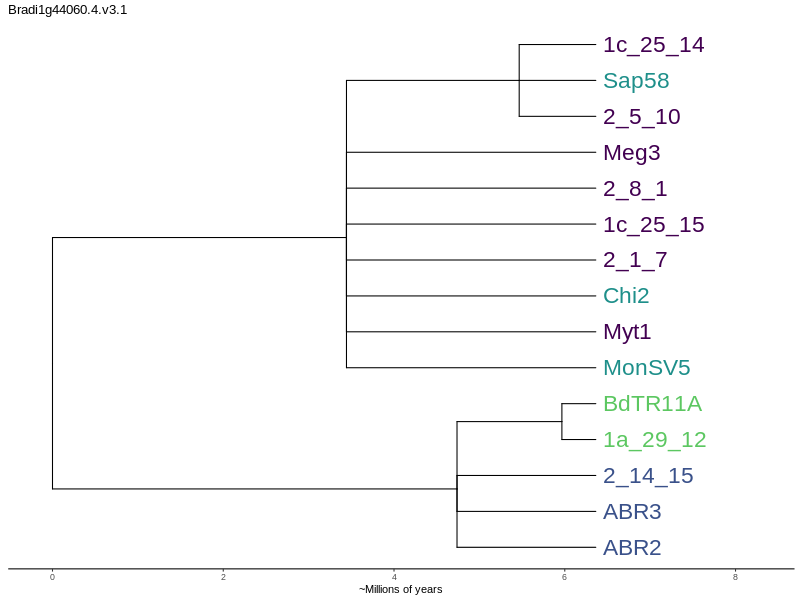 Bradi1g44060.4.v3.1
1c_25_14
Sap58
2_5_10
Meg3
2_8_1
1c_25_15
2_1_7
Chi2
Myt1
MonSV5
BdTR11A
1a_29_12
2_14_15
ABR3
ABR2
0 2 4 6 8
~Millions of years